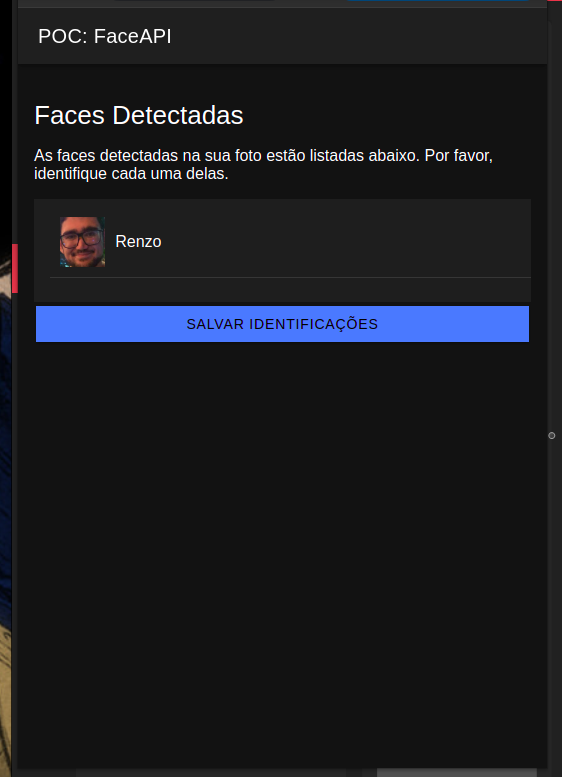 POC: FaceAPI
Faces Detectadas
As faces detectadas na sua foto estão listadas abaixo. Por favor,
identifique cada uma delas.
Renzo
SALVAR IDENTIFICAÇÕES